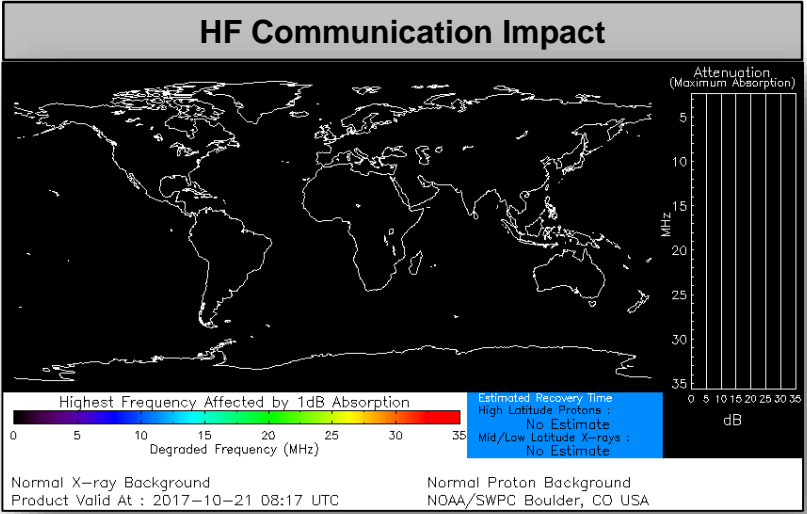 HF Communication Impact
Attenuation
(Maximum Absorption)
5
10
15
20
25
30
35
MHz
0 5 10 15 20 25 30 35
dB
Highest Frequency Affected by 1dB Absorption
0 5 10 15 20 25 30 35
Degraded Frequency (MHz)
Estimated Recovery Time
High Latitude Protons :
No Estimate
Mid/Low Latitude X-rays :
No Estimate
Normal X-ray Background
Normal Proton Background
Product Valid At : 2017-10-21 08:17 UTC
NOAA/SWPC Boulder, CO USA